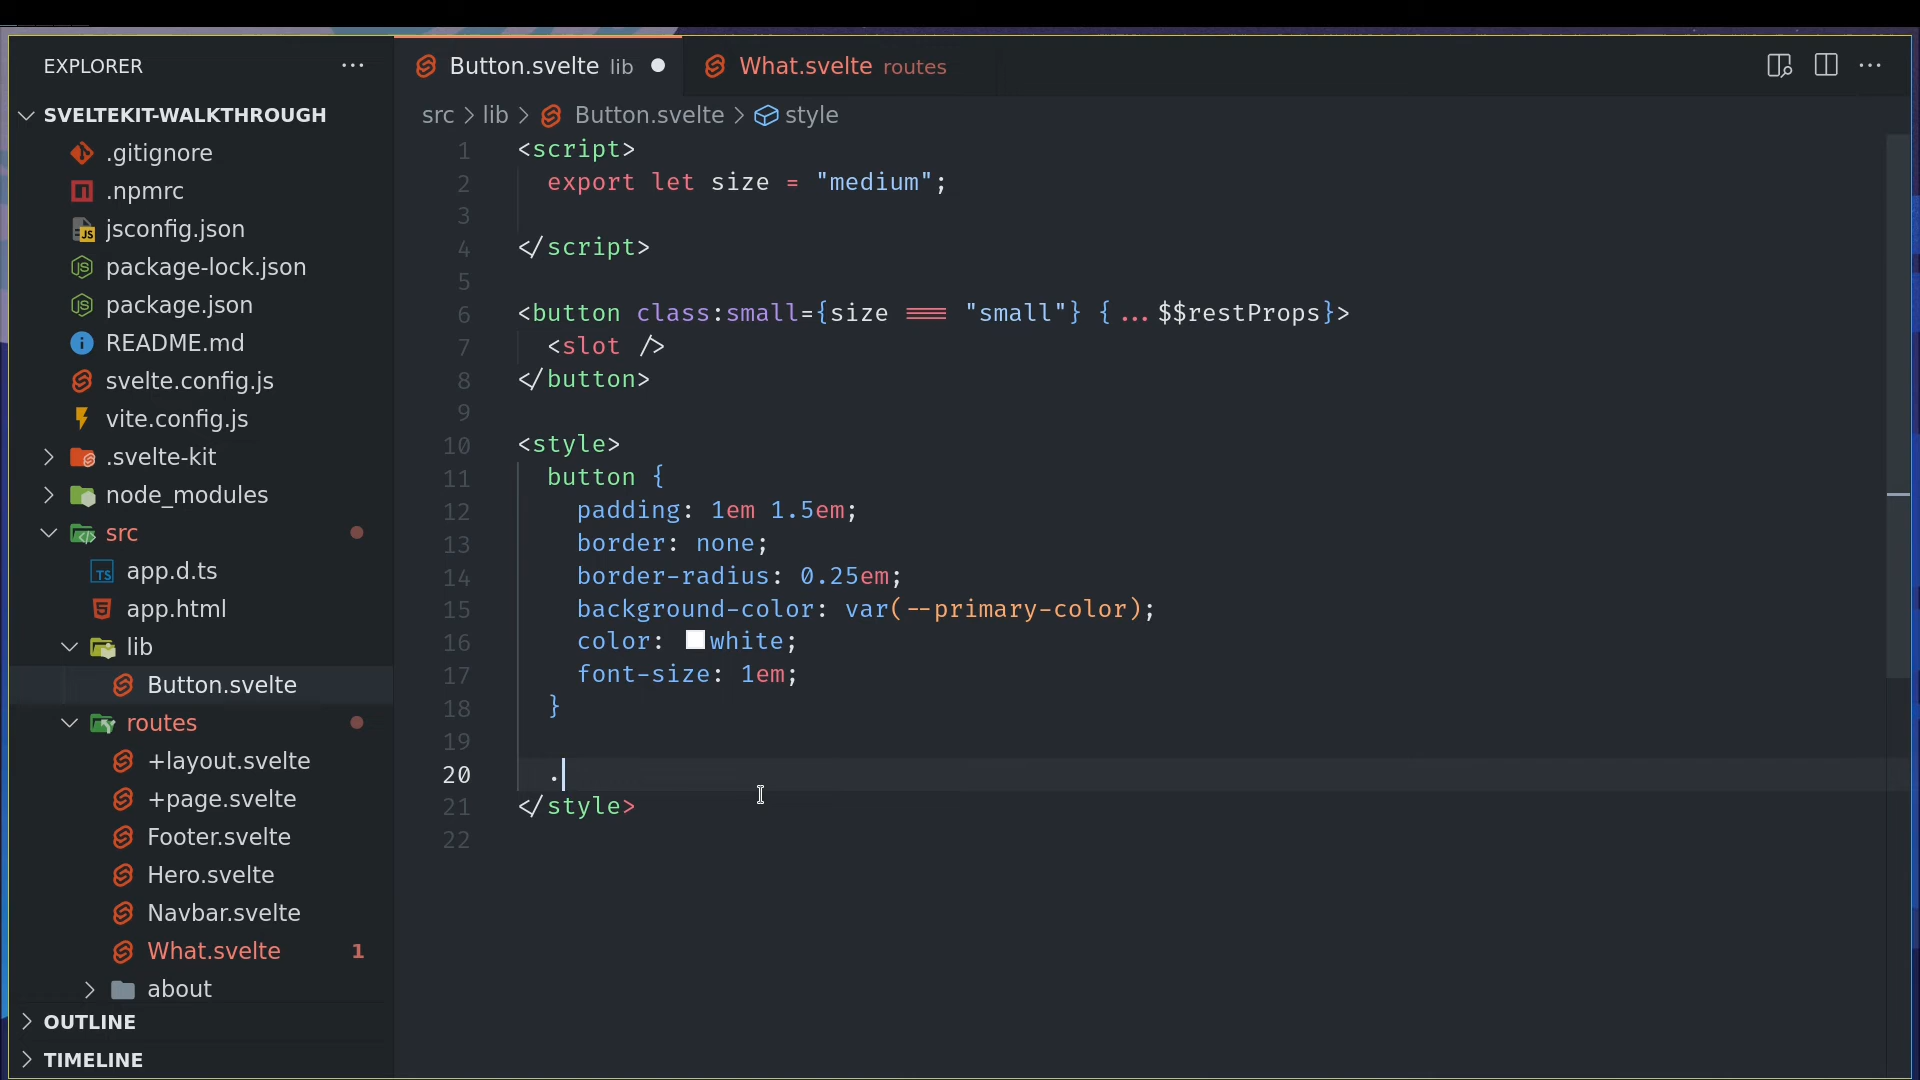 EXPLORER
SVELTEKIT-WALKTHROUGH
.gitignore
.npmrc
JS jsconfig.json
package-lock.json
package.json
README.md
svelte.config.js
vite.config.js
.svelte-kit
node_modules
src
TS app.d.ts
app.html
lib
Button.svelte
routes
+layout.svelte
+page.svelte
Footer.svelte
Hero.svelte
Navbar.svelte
What.svelte 1
about
OUTLINE
TIMELINE
Button.svelte lib
What.svelte routes
src > lib > Button.svelte > style
1 <script>
2 export let size = "medium";
3
4 </script>
5
6 <button class:small={size === "small"} {...$$restProps}>
7 <slot />
8 </button>
9
10 <style>
11 button {
12 padding: 1em 1.5em;
13 border: none;
14 border-radius: 0.25em;
15 background-color: var(--primary-color);
16 color: white;
17 font-size: 1em;
18 }
19
20 .
21 </style>
22